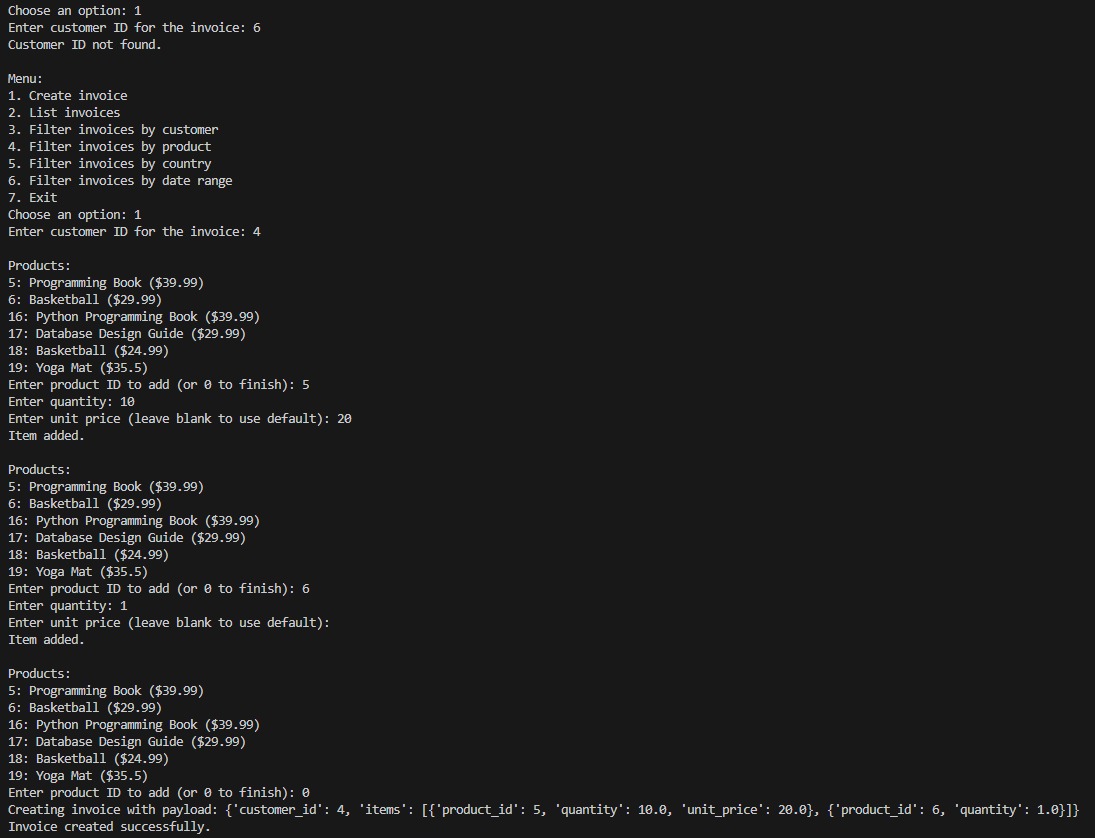 Choose an option: 1
Enter customer ID for the invoice: 6
Customer ID not found.

Menu:
1. Create invoice
2. List invoices
3. Filter invoices by customer
4. Filter invoices by product
5. Filter invoices by country
6. Filter invoices by date range
7. Exit
Choose an option: 1
Enter customer ID for the invoice: 4

Products:
5: Programming Book ($39.99)
6: Basketball ($29.99)
16: Python Programming Book ($39.99)
17: Database Design Guide ($29.99)
18: Basketball ($24.99)
19: Yoga Mat ($35.5)
Enter product ID to add (or 0 to finish): 5
Enter quantity: 10
Enter unit price (leave blank to use default): 20
Item added.

Products:
5: Programming Book ($39.99)
6: Basketball ($29.99)
16: Python Programming Book ($39.99)
17: Database Design Guide ($29.99)
18: Basketball ($24.99)
19: Yoga Mat ($35.5)
Enter product ID to add (or 0 to finish): 6
Enter quantity: 1
Enter unit price (leave blank to use default):
Item added.

Products:
5: Programming Book ($39.99)
6: Basketball ($29.99)
16: Python Programming Book ($39.99)
17: Database Design Guide ($29.99)
18: Basketball ($24.99)
19: Yoga Mat ($35.5)
Enter product ID to add (or 0 to finish): 0
Creating invoice with payload: {'customer_id': 4, 'items': [{'product_id': 5, 'quantity': 10.0, 'unit_price': 20.0}, {'product_id': 6, 'quantity': 1.0}]}
Invoice created successfully.